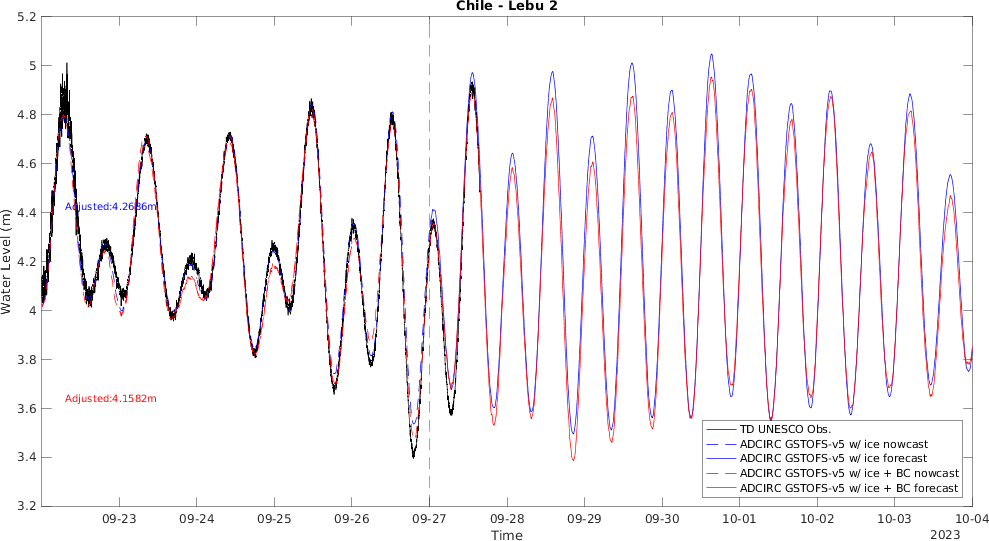 Chile - Lebu 2
5.2
5
4.8
4.6
4.4
4.2
4
3.8
3.6
3.4
3.2
Water Level (m)
Adjusted:4.2686m
Adjusted:4.1582m
TD UNESCO Obs.
ADCIRC GSTOFS-v5 w/ ice nowcast
ADCIRC GSTOFS-v5 w/ ice forecast
ADCIRC GSTOFS-v5 w/ ice + BC nowcast
ADCIRC GSTOFS-v5 w/ ice + BC forecast
09-23 09-24 09-25 09-26 09-27 09-28 09-29 09-30 10-01 10-02 10-03 10-04
Time
2023